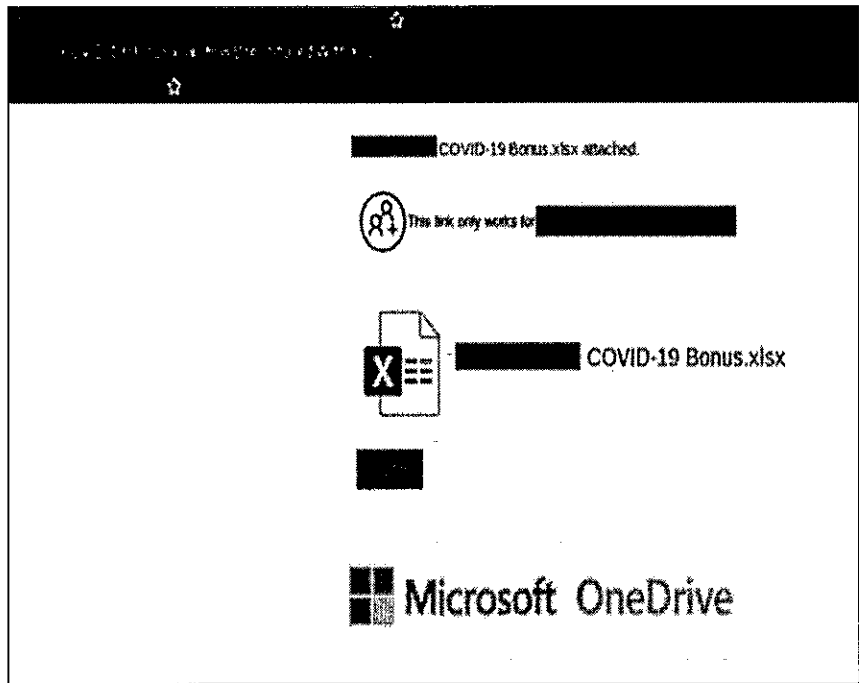 COVID-19 Bonus.xlsx attached.
This link only works for
X
COVID-19 Bonus.xlsx
Microsoft OneDrive